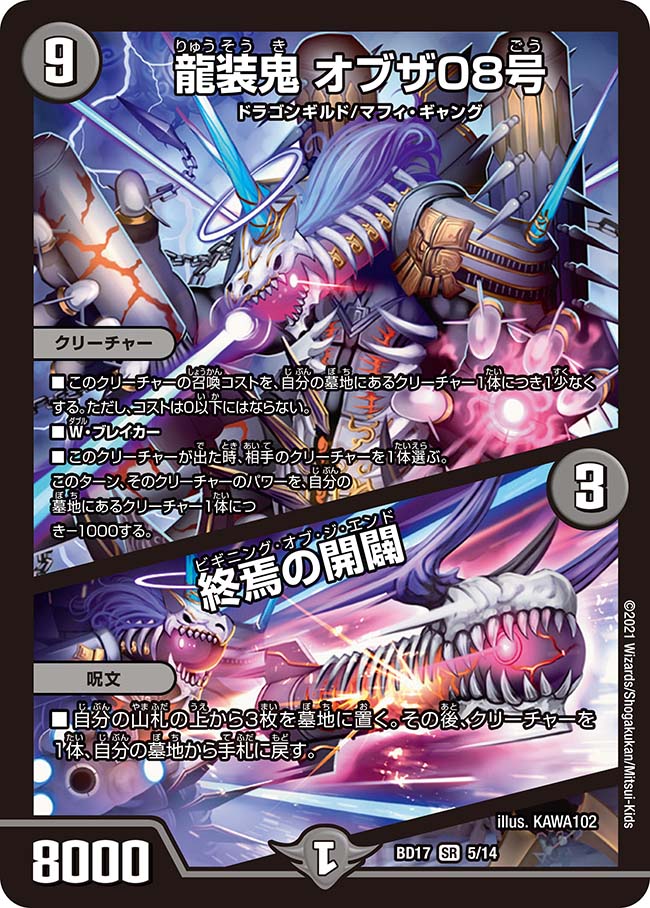 9
りゅうそうき ごう
龍装鬼 オブザ08号
ドラゴンギルド/マフィ・ギャング
クリーチャー
■このクリーチャーの召喚コストを、自分の墓地にあるクリーチャー1体につき1少なく
する。ただし、コストは0以下にはならない。
■W・ブレイカー
■このクリーチャーが出た時、相手のクリーチャーを1体選ぶ。
このターン、そのクリーチャーのパワーを、自分の
墓地にあるクリーチャー1体につ
き−1000する。
3
ビギニング・オブ・ジ・エンド
終焉の開闢
呪文
■自分の山札の上から3枚を墓地に置く。その後、クリーチャーを
1体、自分の墓地から手札に戻す。
illus. KAWA102
©2021 Wizards/Shogakukan/Mitsui-Kids
8000
1
BD17 SR 5/14